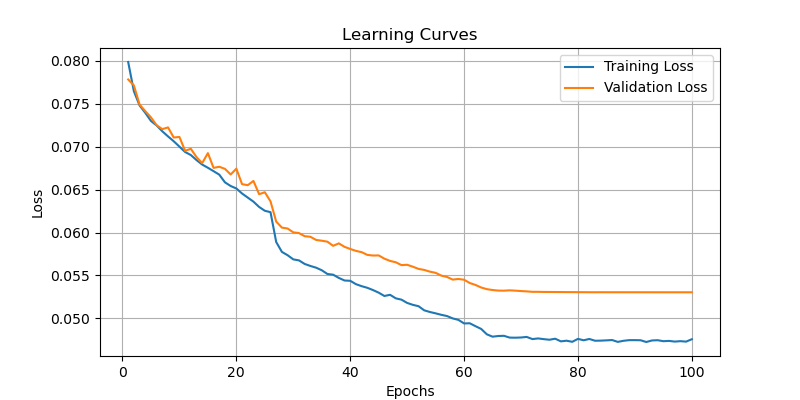 Learning Curves
Training Loss
Validation Loss
0.080
0.075
0.070
0.065
0.060
0.055
0.050
Loss
0
20
40
60
80
100
Epochs